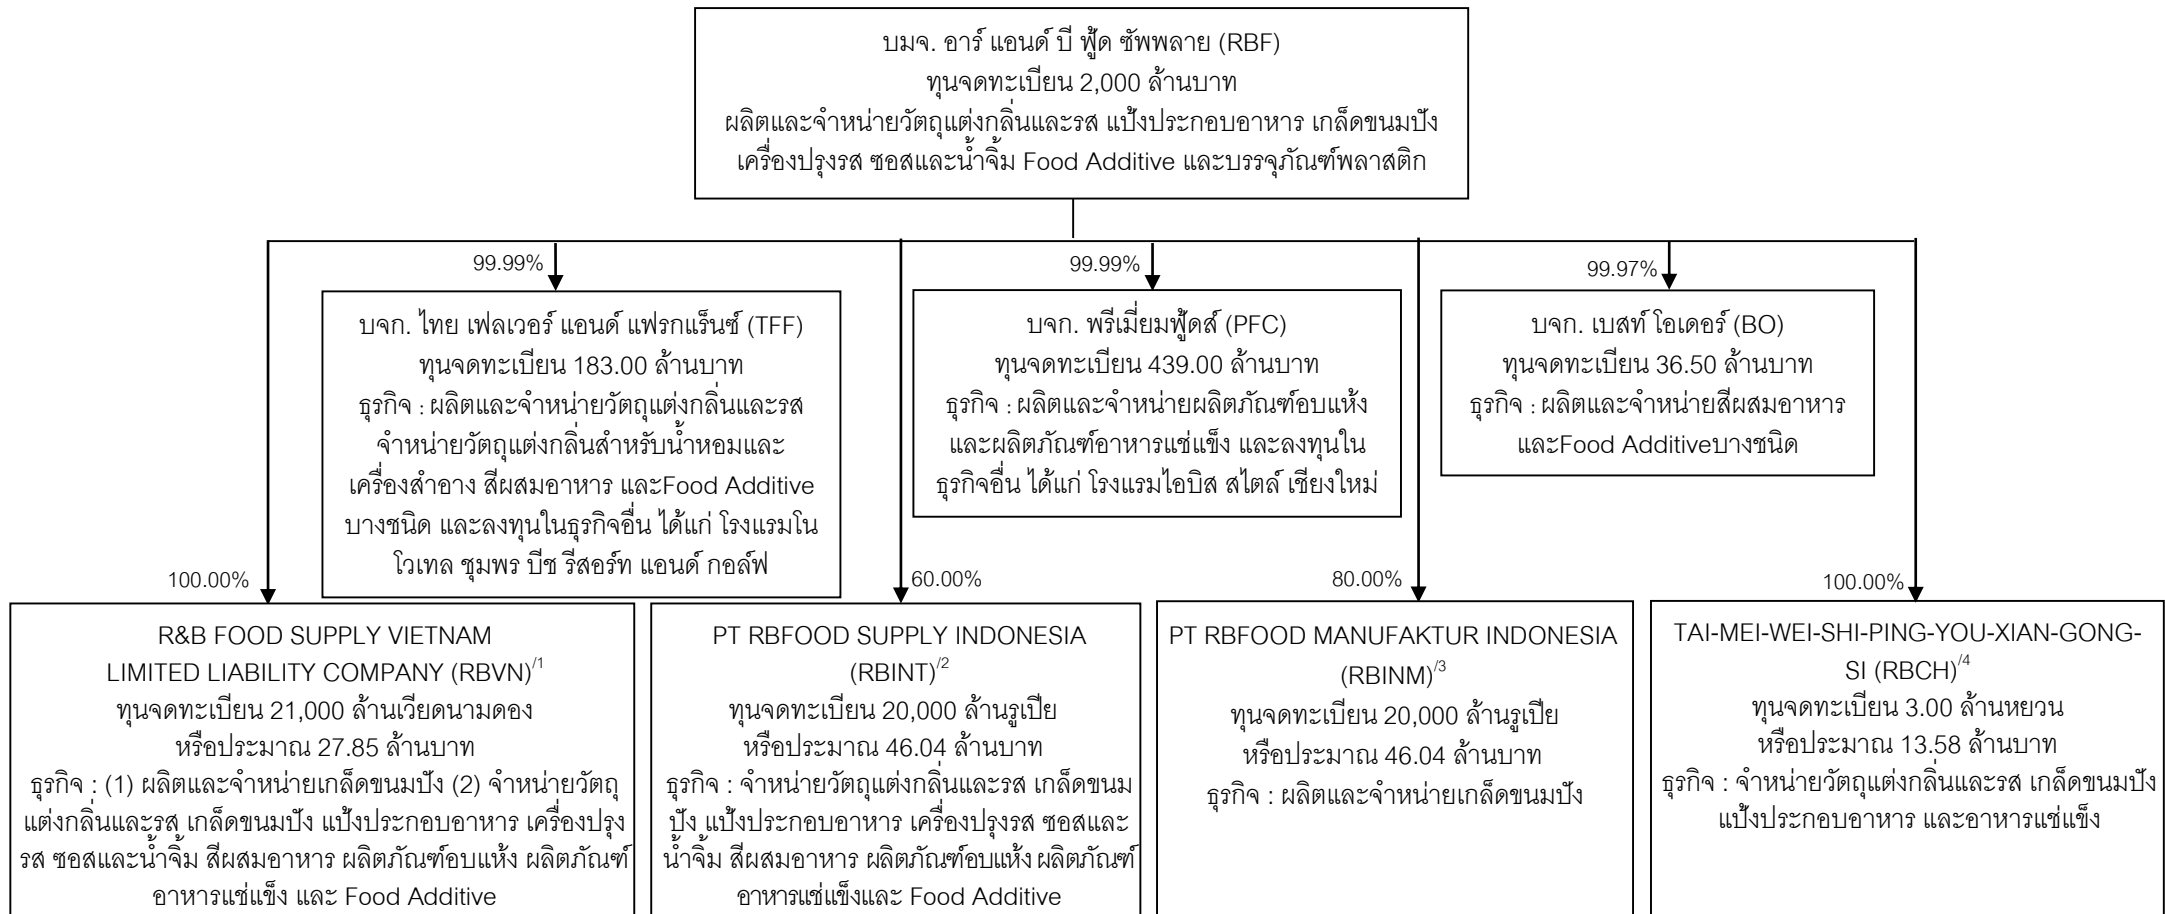 บมจ. อาร์ แอนด์ บี ฟู้ด ซัพพลาย (RBF)
ทุนจดทะเบียน 2,000 ล้านบาท
ผลิตและจำหน่ายวัตถุแต่งกลิ่นและรส แป้งประกอบอาหาร เกล็ดขนมปัง
เครื่องปรุงรส ซอสและน้ำจิ้ม Food Additive และบรรจุภัณฑ์พลาสติก
99.99%
บจก. ไทย เฟลเวอร์ แอนด์ แฟรกแร็นซ์ (TFF)
ทุนจดทะเบียน 183.00 ล้านบาท
ธุรกิจ : ผลิตและจำหน่ายวัตถุแต่งกลิ่นและรส
จำหน่ายวัตถุแต่งกลิ่นสำหรับน้ำหอมและ
เครื่องสำอาง สีผสมอาหาร และFood Additive
บางชนิด และลงทุนในธุรกิจอื่น ได้แก่ โรงแรมโน
โวเทล ชุมพร บีช รีสอร์ท แอนด์ กอล์ฟ
99.99%
บจก. พรีเมี่ยมฟู้ดส์ (PFC)
ทุนจดทะเบียน 439.00 ล้านบาท
ธุรกิจ : ผลิตและจำหน่ายผลิตภัณฑ์อบแห้ง
และผลิตภัณฑ์อาหารแช่แข็ง และลงทุนใน
ธุรกิจอื่น ได้แก่ โรงแรมไอบิส สไตล์ เชียงใหม่
99.97%
บจก. เบสท์ โอเดอร์ (BO)
ทุนจดทะเบียน 36.50 ล้านบาท
ธุรกิจ : ผลิตและจำหน่ายสีผสมอาหาร
และFood Additiveบางชนิด
100.00%
R&B FOOD SUPPLY VIETNAM
LIMITED LIABILITY COMPANY (RBVN)/1
ทุนจดทะเบียน 21,000 ล้านเวียดนามดอง
หรือประมาณ 27.85 ล้านบาท
ธุรกิจ : (1) ผลิตและจำหน่ายเกล็ดขนมปัง (2) จำหน่ายวัตถุ
แต่งกลิ่นและรส เกล็ดขนมปัง แป้งประกอบอาหาร เครื่องปรุง
รส ซอสและน้ำจิ้ม สีผสมอาหาร ผลิตภัณฑ์อบแห้ง ผลิตภัณฑ์
อาหารแช่แข็ง และ Food Additive
60.00%
PT RBFOOD SUPPLY INDONESIA
(RBINT)/2
ทุนจดทะเบียน 20,000 ล้านรูเปีย
หรือประมาณ 46.04 ล้านบาท
ธุรกิจ : จำหน่ายวัตถุแต่งกลิ่นและรส เกล็ดขนม
ปัง แป้งประกอบอาหาร เครื่องปรุงรส ซอสและ
น้ำจิ้ม สีผสมอาหาร ผลิตภัณฑ์อบแห้ง ผลิตภัณฑ์
อาหารแช่แข็งและ Food Additive
80.00%
PT RBFOOD MANUFAKTUR INDONESIA
(RBINM)/3
ทุนจดทะเบียน 20,000 ล้านรูเปีย
หรือประมาณ 46.04 ล้านบาท
ธุรกิจ : ผลิตและจำหน่ายเกล็ดขนมปัง
100.00%
TAI-MEI-WEI-SHI-PING-YOU-XIAN-GONG-
SI (RBCH)/4
ทุนจดทะเบียน 3.00 ล้านหยวน
หรือประมาณ 13.58 ล้านบาท
ธุรกิจ : จำหน่ายวัตถุแต่งกลิ่นและรส เกล็ดขนมปัง
แป้งประกอบอาหาร และอาหารแช่แข็ง